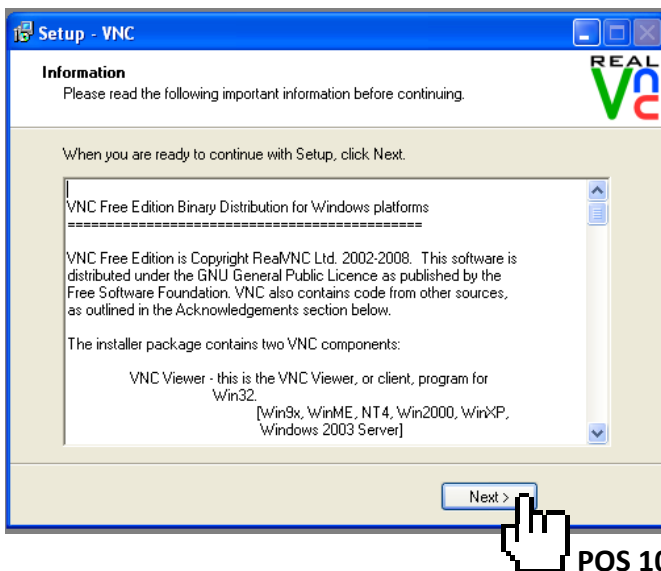 Setup - VNC
Information
Please read the following important information before continuing.
REAL
VNC
When you are ready to continue with Setup, click Next.
VNC Free Edition Binary Distribution for Windows platforms
=============================================
VNC Free Edition is Copyright RealVNC Ltd. 2002-2008. This software is
distributed under the GNU General Public Licence as published by the
Free Software Foundation. VNC also contains code from other sources,
as outlined in the Acknowledgements section below.
The installer package contains two VNC components:
VNC Viewer - this is the VNC Viewer, or client, program for
Win32.
[Win9x, WinME, NT4, Win2000, WinXP,
Windows 2003 Server]
Next >
POS 10